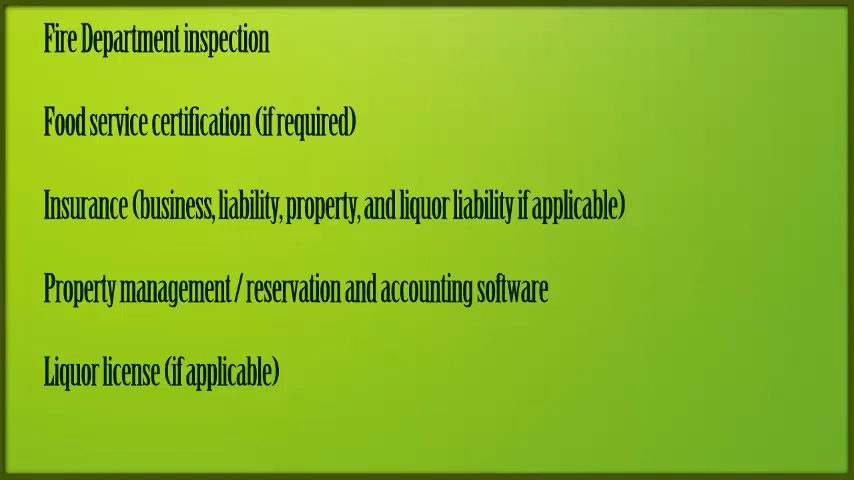 Fire Department inspection
Food service certification (if required)
Insurance (business, liability, property, and liquor liability if applicable)
Property management / reservation and accounting software
Liquor license (if applicable)